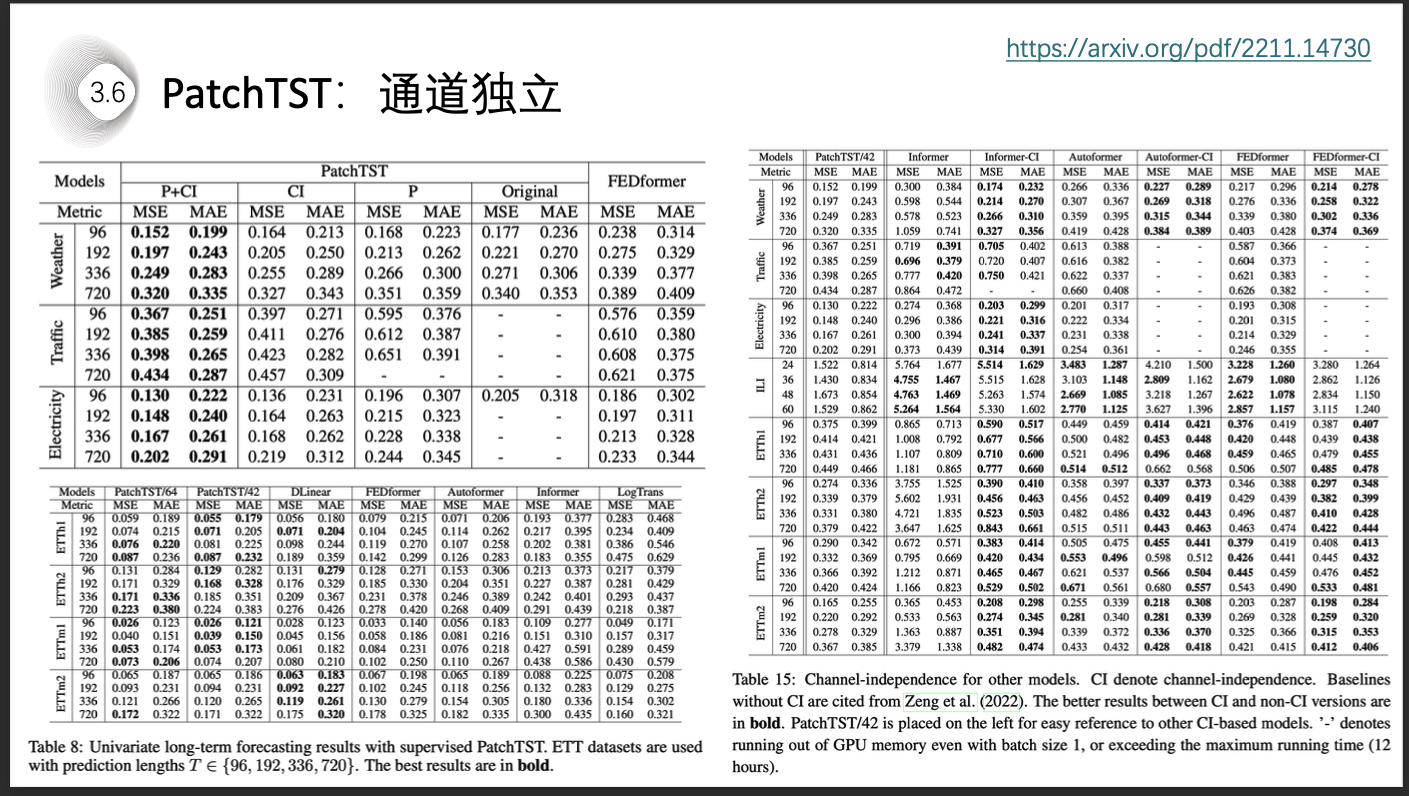 https://arxiv.org/pdf/2211.14730
3.6
PatchTST: 通道独立
Models PatchTST FEDformer
P+CI CI P Original
Metric MSE MAE MSE MAE MSE MAE MSE MAE MSE MAE
Weather
96 0.152 0.199 0.164 0.213 0.168 0.223 0.177 0.236 0.238 0.314
192 0.197 0.243 0.205 0.250 0.213 0.262 0.221 0.270 0.275 0.329
336 0.249 0.283 0.255 0.289 0.266 0.300 0.271 0.306 0.339 0.377
720 0.320 0.335 0.327 0.343 0.351 0.359 0.340 0.353 0.389 0.409
Traffic
96 0.367 0.251 0.397 0.271 0.595 0.376 - - 0.576 0.359
192 0.385 0.259 0.411 0.276 0.612 0.387 - - 0.610 0.380
336 0.398 0.265 0.423 0.282 0.651 0.391 - - 0.608 0.375
720 0.434 0.287 0.457 0.309 - - - - 0.621 0.375
Electricity
96 0.130 0.222 0.136 0.231 0.196 0.307 0.205 0.318 0.186 0.302
192 0.148 0.240 0.164 0.263 0.215 0.323 - - 0.197 0.311
336 0.167 0.261 0.168 0.262 0.228 0.338 - - 0.213 0.328
720 0.202 0.291 0.219 0.312 0.244 0.345 - - 0.233 0.344
Models PatchTST/64 PatchTST/42 DLinear FEDformer Autoformer Informer LogTrans
Metric MSE MAE MSE MAE MSE MAE MSE MAE MSE MAE MSE MAE MSE MAE
ETTh1
96 0.059 0.189 0.055 0.179 0.056 0.180 0.079 0.215 0.071 0.206 0.193 0.377 0.283 0.468
192 0.074 0.215 0.071 0.205 0.071 0.204 0.104 0.245 0.114 0.262 0.217 0.395 0.234 0.409
336 0.076 0.220 0.081 0.225 0.098 0.244 0.119 0.270 0.107 0.258 0.202 0.381 0.386 0.546
720 0.087 0.236 0.087 0.232 0.189 0.359 0.142 0.299 0.126 0.283 0.183 0.355 0.475 0.629
ETTh2
96 0.131 0.284 0.129 0.282 0.131 0.279 0.128 0.271 0.153 0.306 0.213 0.373 0.217 0.379
192 0.171 0.329 0.168 0.328 0.176 0.329 0.185 0.330 0.204 0.351 0.227 0.387 0.281 0.429
336 0.171 0.336 0.185 0.351 0.209 0.367 0.231 0.378 0.246 0.389 0.242 0.401 0.293 0.437
720 0.223 0.380 0.224 0.383 0.276 0.426 0.278 0.420 0.268 0.409 0.291 0.439 0.218 0.387
ETTm1
96 0.026 0.123 0.026 0.121 0.028 0.123 0.033 0.140 0.056 0.183 0.109 0.277 0.049 0.171
192 0.040 0.151 0.039 0.150 0.045 0.156 0.058 0.186 0.081 0.216 0.151 0.310 0.157 0.317
336 0.053 0.174 0.053 0.173 0.061 0.182 0.084 0.231 0.076 0.218 0.427 0.591 0.289 0.459
720 0.073 0.206 0.074 0.207 0.080 0.210 0.102 0.250 0.110 0.267 0.438 0.586 0.430 0.579
ETTm2
96 0.065 0.187 0.065 0.186 0.063 0.183 0.067 0.198 0.065 0.189 0.088 0.225 0.075 0.208
192 0.093 0.231 0.094 0.231 0.092 0.227 0.102 0.245 0.118 0.256 0.132 0.283 0.129 0.275
336 0.121 0.266 0.120 0.265 0.119 0.261 0.130 0.279 0.154 0.305 0.180 0.336 0.154 0.302
720 0.172 0.322 0.171 0.322 0.175 0.320 0.178 0.325 0.182 0.335 0.300 0.435 0.160 0.321
Table 8: Univariate long-term forecasting results with supervised PatchTST. ETT datasets are used
with prediction lengths T ∈ {96, 192, 336, 720}. The best results are in bold.
Models PatchTST/42 Informer Informer-CI Autoformer Autoformer-CI FEDformer FEDformer-CI
Metric MSE MAE MSE MAE MSE MAE MSE MAE MSE MAE MSE MAE MSE MAE
Weather
96 0.152 0.199 0.300 0.384 0.174 0.232 0.266 0.336 0.227 0.289 0.217 0.296 0.214 0.278
192 0.197 0.243 0.598 0.544 0.214 0.270 0.307 0.367 0.269 0.318 0.276 0.336 0.258 0.322
336 0.249 0.283 0.578 0.523 0.266 0.310 0.359 0.395 0.315 0.344 0.339 0.380 0.302 0.336
720 0.320 0.335 1.059 0.741 0.327 0.356 0.419 0.428 0.384 0.389 0.403 0.428 0.374 0.369
Traffic
96 0.367 0.251 0.719 0.391 0.705 0.402 0.613 0.388 - - 0.587 0.366 - -
192 0.385 0.259 0.696 0.379 0.720 0.407 0.616 0.382 - - 0.604 0.373 - -
336 0.398 0.265 0.777 0.420 0.750 0.421 0.622 0.337 - - 0.621 0.383 - -
720 0.434 0.287 0.864 0.472 - - 0.660 0.408 - - 0.626 0.382 - -
Electricity
96 0.130 0.222 0.274 0.368 0.203 0.299 0.201 0.317 - - 0.193 0.308 - -
192 0.148 0.240 0.296 0.386 0.221 0.316 0.222 0.334 - - 0.201 0.315 - -
336 0.167 0.261 0.300 0.394 0.241 0.337 0.231 0.338 - - 0.214 0.329 - -
720 0.202 0.291 0.373 0.439 0.314 0.391 0.254 0.361 - - 0.246 0.355 - -
ILI
24 1.522 0.814 5.764 1.677 5.514 1.629 3.483 1.287 4.210 1.500 3.228 1.260 3.280 1.264
36 1.430 0.834 4.755 1.467 5.515 1.628 3.103 1.148 2.809 1.162 2.679 1.080 2.862 1.126
48 1.673 0.854 4.763 1.469 5.263 1.574 2.669 1.085 3.218 1.267 2.622 1.078 2.834 1.150
60 1.529 0.862 5.264 1.564 5.330 1.602 2.770 1.125 3.627 1.396 2.857 1.157 3.115 1.240
ETTh1
96 0.375 0.399 0.865 0.713 0.590 0.517 0.449 0.459 0.414 0.421 0.376 0.419 0.387 0.407
192 0.414 0.421 1.008 0.792 0.677 0.566 0.500 0.482 0.453 0.448 0.420 0.448 0.439 0.438
336 0.431 0.436 1.107 0.809 0.710 0.600 0.521 0.496 0.496 0.468 0.459 0.465 0.479 0.455
720 0.449 0.466 1.181 0.865 0.777 0.660 0.514 0.512 0.662 0.568 0.506 0.507 0.485 0.478
ETTh2
96 0.274 0.336 3.755 1.525 0.390 0.410 0.358 0.397 0.337 0.373 0.346 0.388 0.297 0.348
192 0.339 0.379 5.602 1.931 0.456 0.463 0.456 0.452 0.409 0.419 0.429 0.439 0.382 0.399
336 0.331 0.380 4.721 1.835 0.523 0.503 0.482 0.486 0.432 0.443 0.496 0.487 0.410 0.428
720 0.379 0.422 3.647 1.625 0.843 0.661 0.515 0.511 0.443 0.463 0.463 0.474 0.422 0.444
ETTm1
96 0.290 0.342 0.672 0.571 0.383 0.414 0.505 0.475 0.455 0.441 0.379 0.419 0.408 0.413
192 0.332 0.369 0.795 0.669 0.420 0.434 0.553 0.496 0.598 0.512 0.426 0.441 0.445 0.432
336 0.366 0.392 1.212 0.871 0.465 0.467 0.621 0.537 0.566 0.504 0.445 0.459 0.476 0.452
720 0.420 0.424 1.166 0.823 0.529 0.502 0.671 0.561 0.680 0.557 0.543 0.490 0.533 0.481
ETTm2
96 0.165 0.255 0.365 0.453 0.208 0.298 0.255 0.339 0.218 0.308 0.203 0.287 0.198 0.284
192 0.220 0.292 0.533 0.563 0.274 0.345 0.281 0.340 0.281 0.339 0.269 0.328 0.259 0.320
336 0.278 0.329 1.363 0.887 0.351 0.394 0.339 0.372 0.336 0.370 0.325 0.366 0.315 0.353
720 0.367 0.385 3.379 1.338 0.482 0.474 0.433 0.432 0.428 0.418 0.421 0.415 0.412 0.406
Table 15: Channel-independence for other models. CI denote channel-independence. Baselines
without CI are cited from Zeng et al. (2022). The better results between CI and non-CI versions are
in bold. PatchTST/42 is placed on the left for easy reference to other CI-based models. '-' denotes
running out of GPU memory even with batch size 1, or exceeding the maximum running time (12
hours).